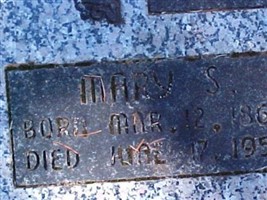 MARY S.
BORN MAR. 12, 186
DIED JUNE 17, 195